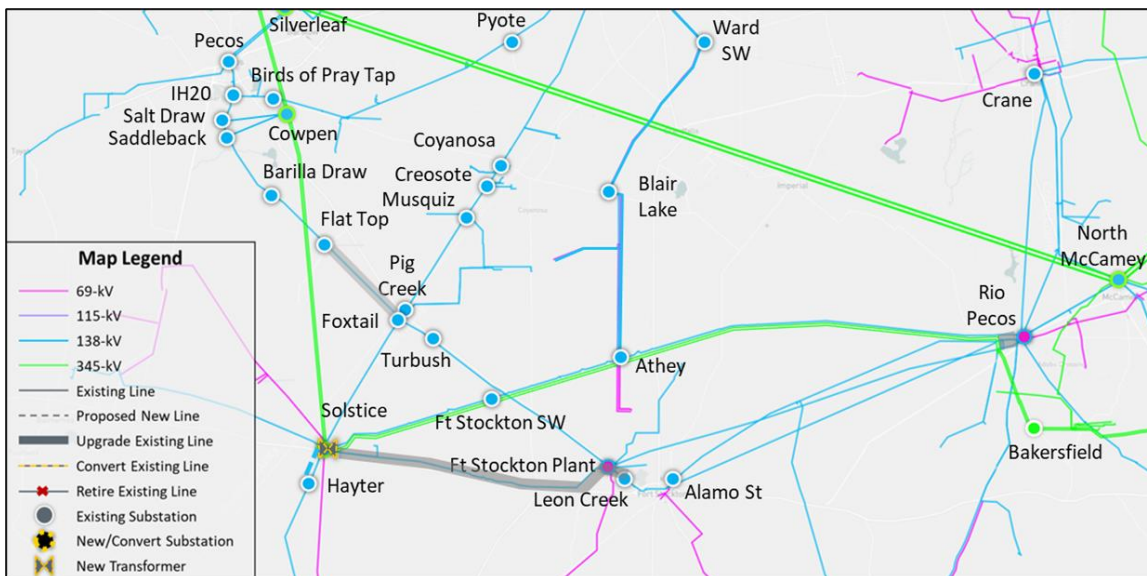 Silverleaf
Pyote
Ward
SW
Pecos
Birds of Pray Tap
IH20
Crane
Salt Draw
Cowpen
Saddleback
Coyanosa
Creosote
Barilla Draw
Musquiz
Blair
Lake
Flat Top
North
McCamey
Map Legend
Pig
Creek
Rio
Pecos
69-kV
115-kV
Foxtail
138-kV
Turbush
Athey
345-kV
Existing Line
Proposed New Line
Solstice
Ft Stockton SW
Upgrade Existing Line
Bakersfield
Convert Existing Line
Ft Stockton Plant
Retire Existing Line
Hayter
Leon Creek
Alamo St
Existing Substation
New/Convert Substation
New Transformer